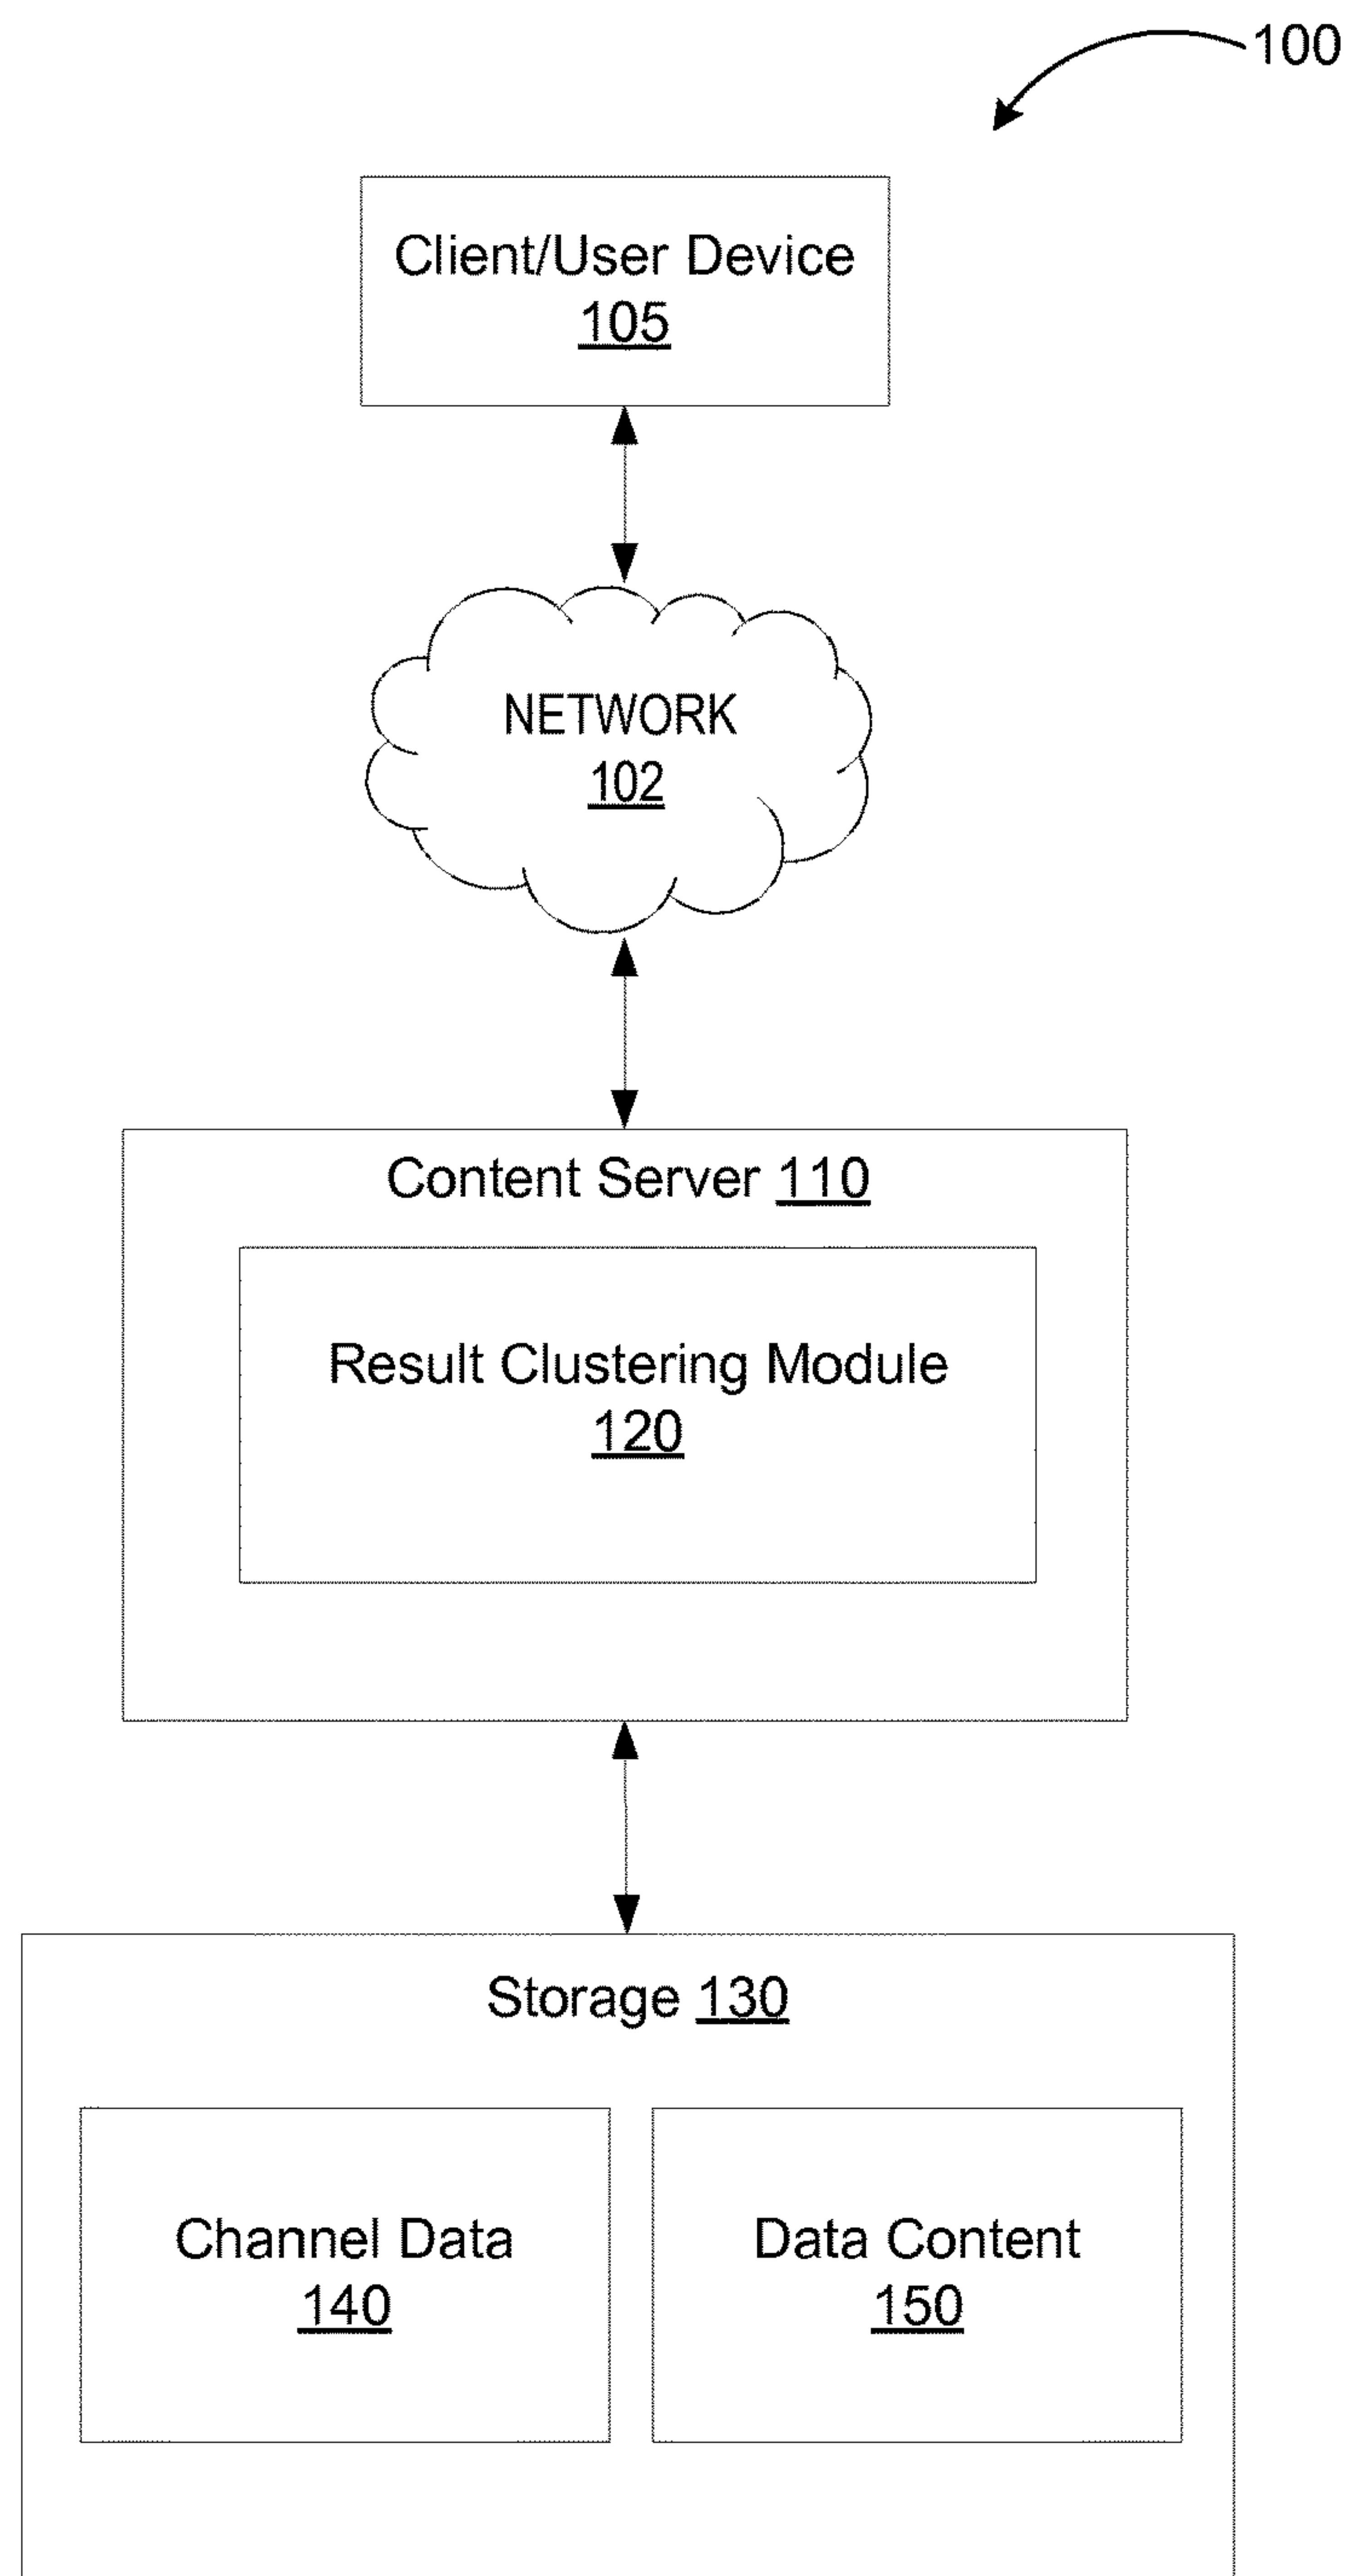 100
Client/User Device
105
NETWORK
102
Content Server 110
Result Clustering Module
120
Storage 130
Channel Data
140
Data Content
150